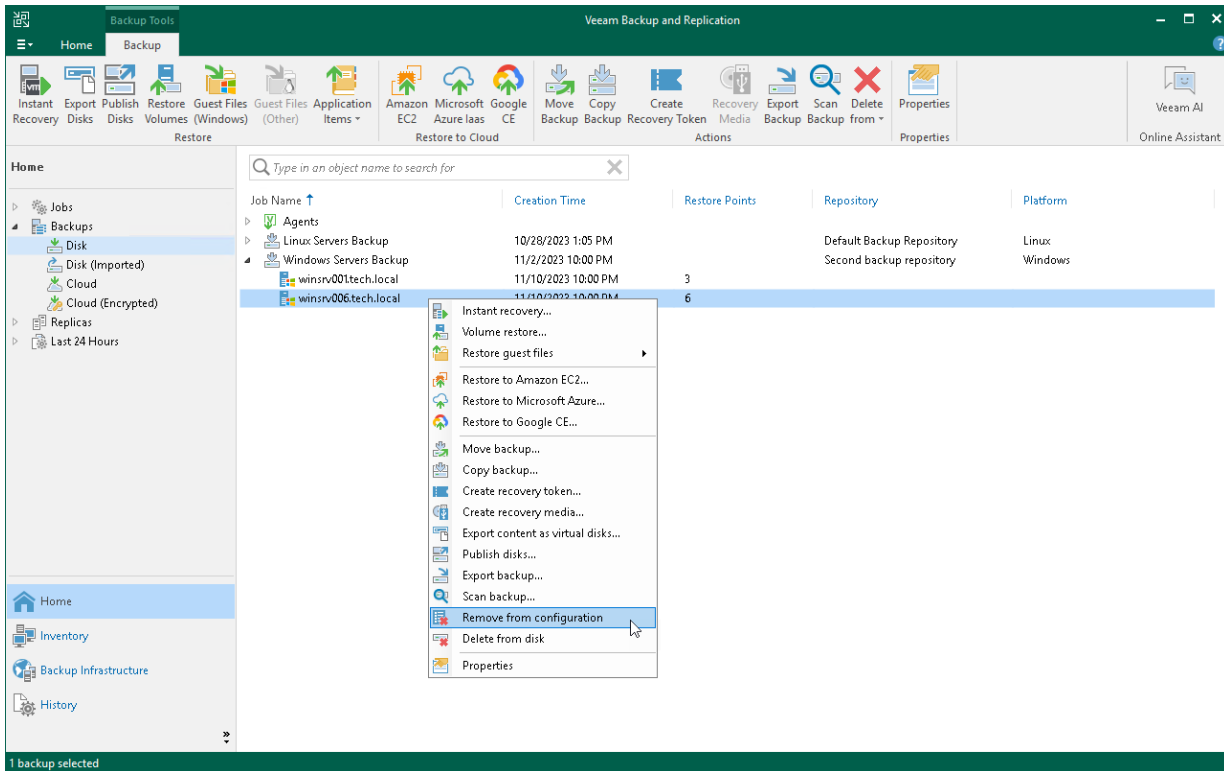 Backup Tools
Veeam Backup and Replication
Home Backup
Instant Recovery
Export Disks
Publish Disks
Restore Volumes
Guest Files (Windows)
Guest Files (Other)
Application Items
Amazon EC2
Microsoft Azure Iaas
Google CE
Move Backup
Copy Backup
Create Recovery Token
Recovery Media
Export Backup
Scan Backup
Delete from
Properties
Veeam AI
Restore
Restore to Cloud
Actions
Properties
Online Assistant
Home
Jobs
Backups
Disk
Disk (Imported)
Cloud
Cloud (Encrypted)
Replicas
Last 24 Hours
Home
Inventory
Backup Infrastructure
History
Type in an object name to search for
Job Name Creation Time Restore Points Repository Platform
Agents
Linux Servers Backup 10/28/2023 1:05 PM Default Backup Repository Linux
Windows Servers Backup 11/2/2023 10:00 PM Second backup repository Windows
winsrv001.tech.local 11/10/2023 10:00 PM 3
winsrv006.tech.local 11/10/2023 10:00 PM 6
Instant recovery...
Volume restore...
Restore guest files
Restore to Amazon EC2...
Restore to Microsoft Azure...
Restore to Google CE...
Move backup...
Copy backup...
Create recovery token...
Create recovery media...
Export content as virtual disks...
Publish disks...
Export backup...
Scan backup...
Remove from configuration
Delete from disk
Properties
1 backup selected